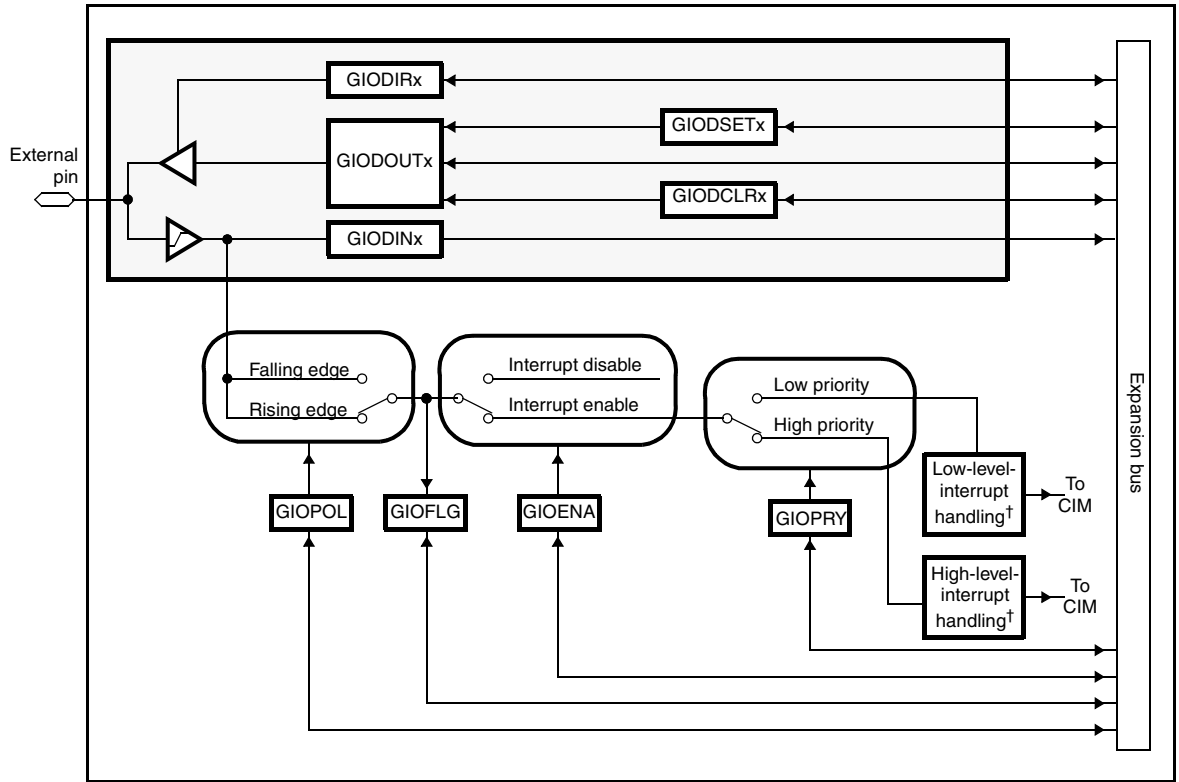 GIODIRx
GIODSETx
External
pin
GIODOUTx
GIODCLRx
GIODINx
Falling edge
Rising edge
Interrupt disable
Interrupt enable
Low priority
High priority
Expansion bus
GIOPOL
GIOFLG
GIOENA
GIOPRY
Low-level-
interrupt
handling†
To
CIM
High-level-
interrupt
handling†
To
CIM